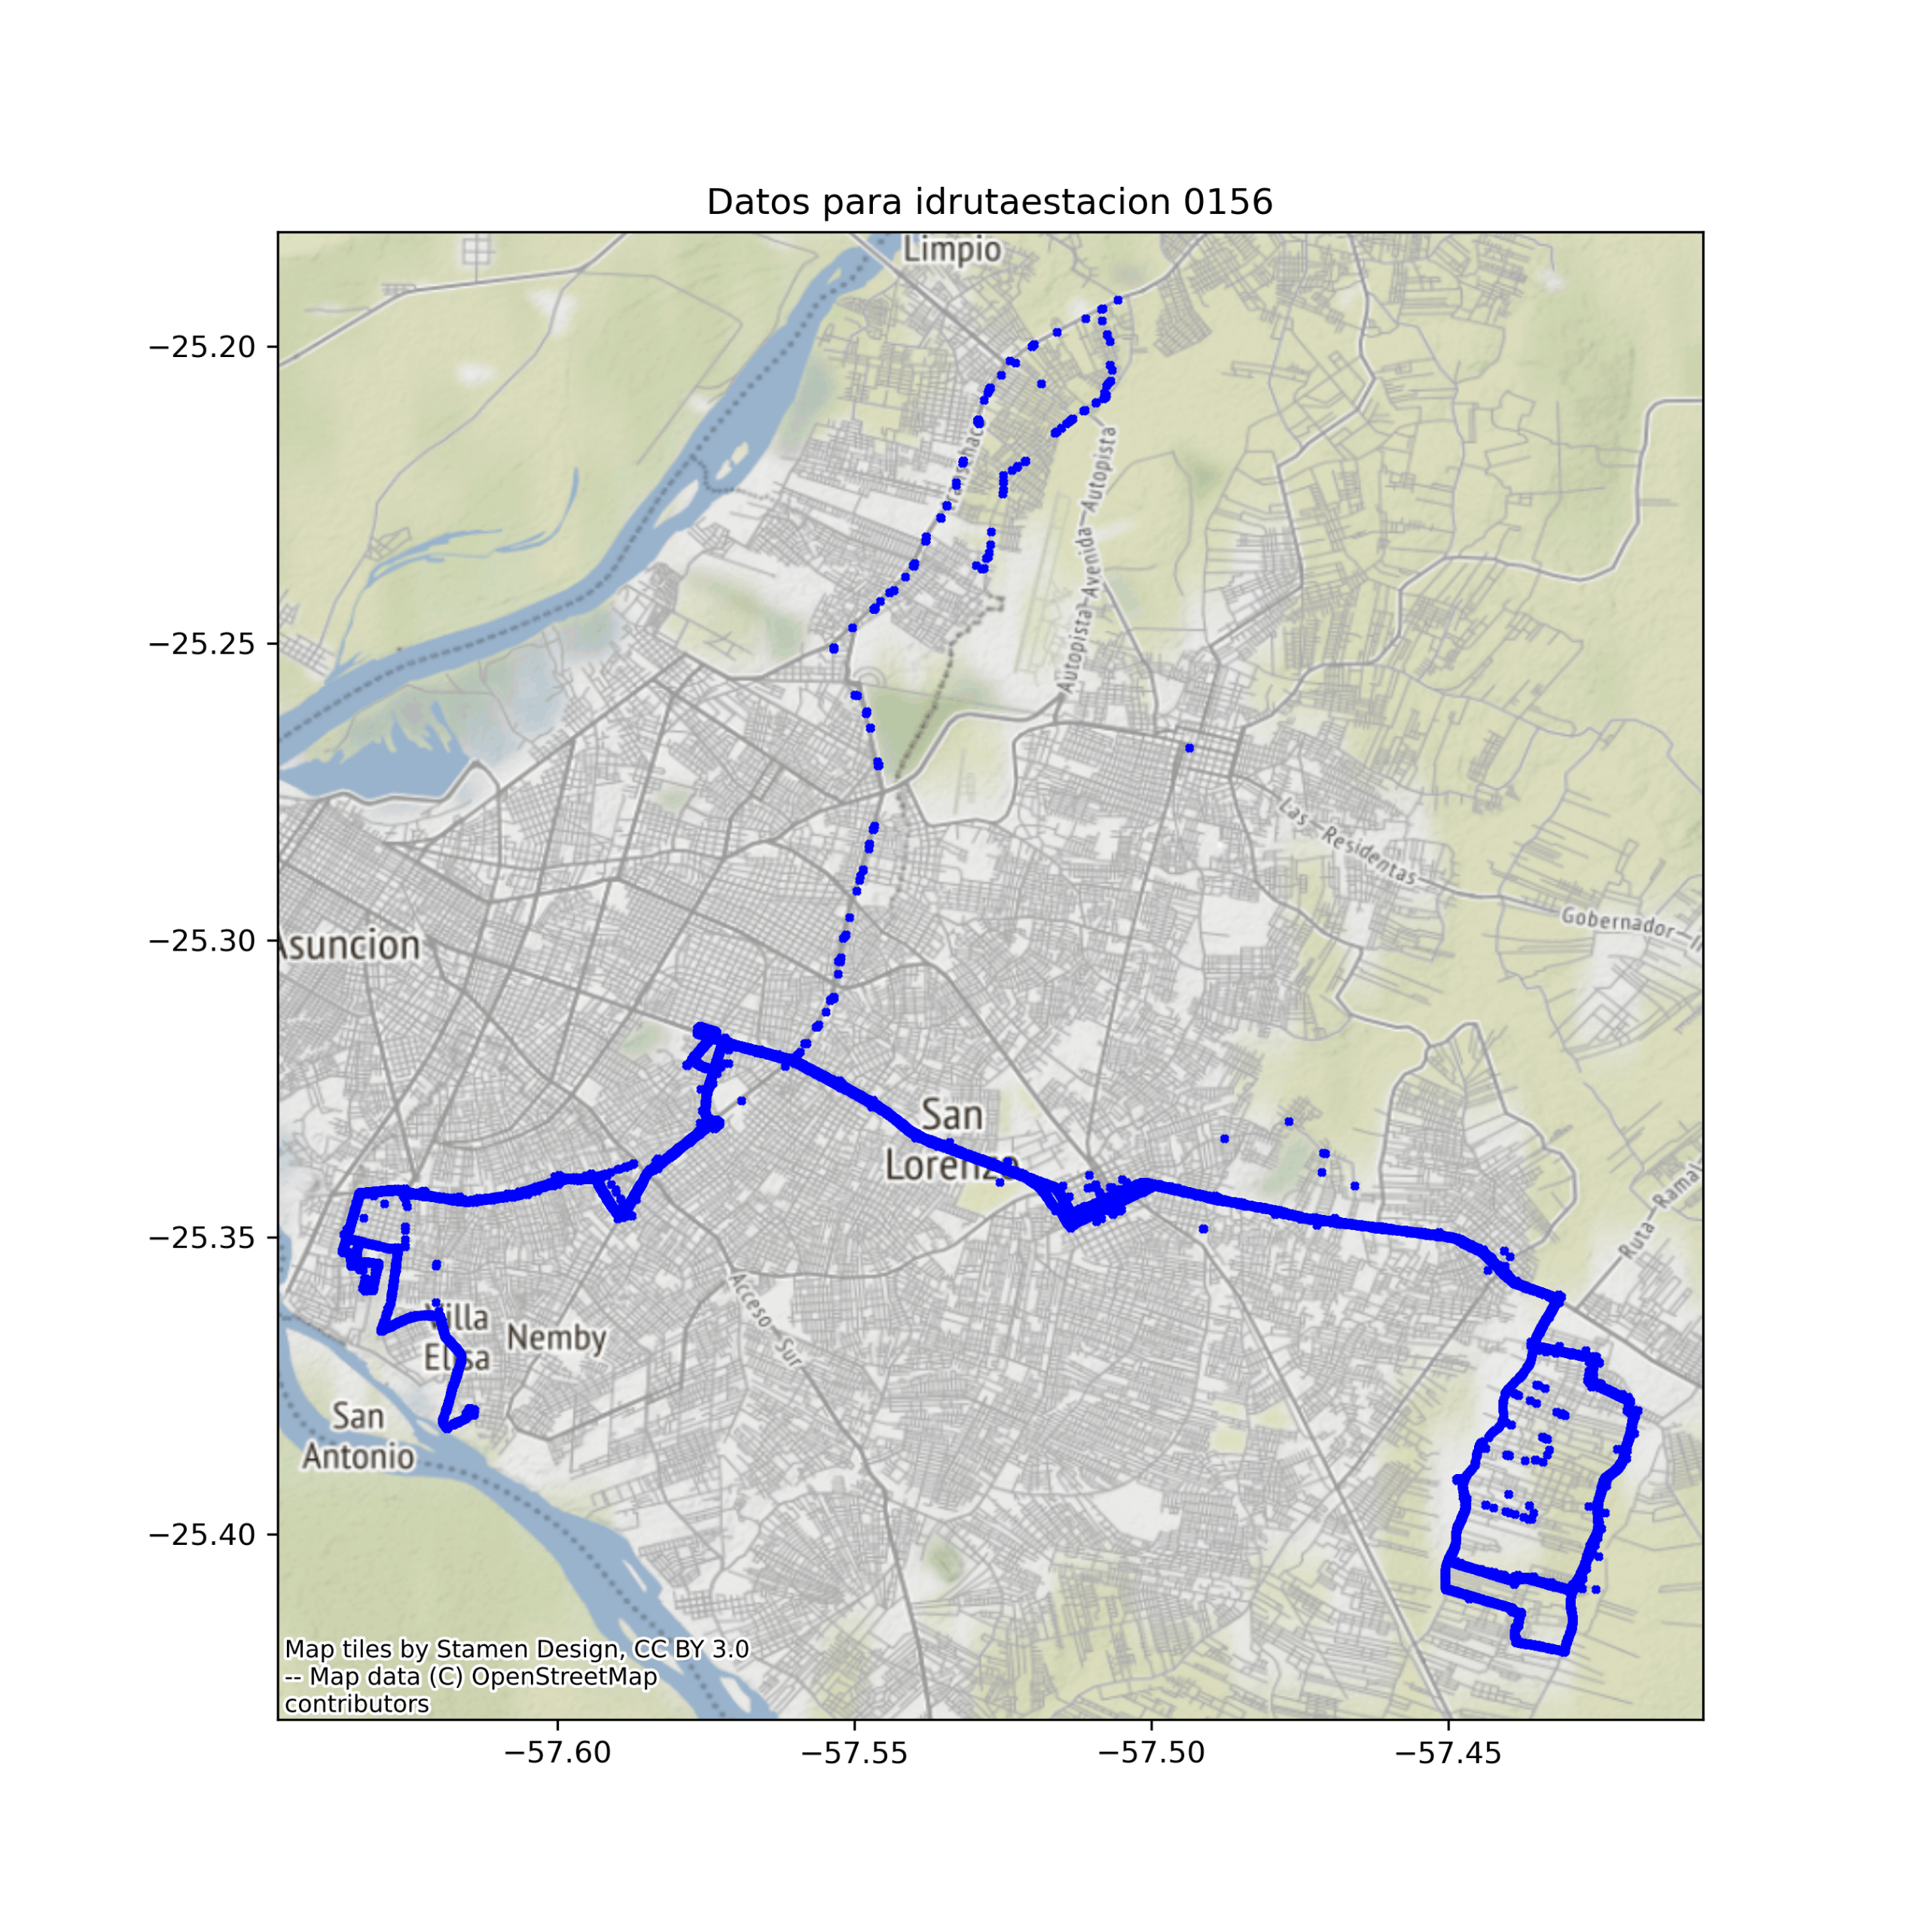 Datos para idrutaestacion 0156
Limpio
−25.20
Autopista-Avenida-Autopista
−25.25
Las-Residentas
−25.30
Asuncion
San
Lorenzo
Ruta-Ramal
−25.35
Acceso-Sur
Villa
Elisa
Nemby
San
Antonio
−25.40
Map tiles by Stamen Design, CC BY 3.0
-- Map data (C) OpenStreetMap
contributors
−57.60
−57.55
−57.50
−57.45